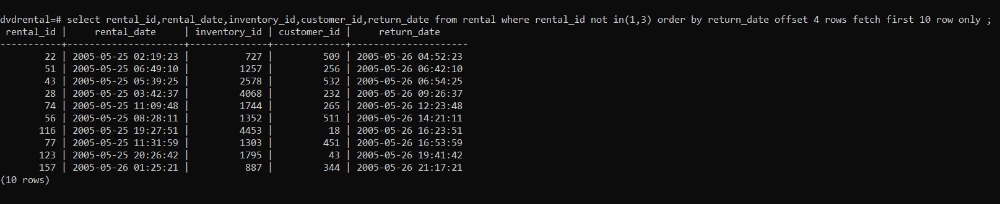 dvdrental=# select rental_id,rental_date,inventory_id,customer_id,return_date from rental where rental_id not in(1,3) order by return_date offset 4 rows fetch first 10 row only ;
 rental_id |     rental_date     | inventory_id | customer_id |     return_date
-----------+---------------------+--------------+-------------+---------------------
        22 | 2005-05-25 02:19:23 |          727 |         509 | 2005-05-26 04:52:23
        51 | 2005-05-25 06:49:10 |         1257 |         256 | 2005-05-26 06:42:10
        43 | 2005-05-25 05:39:25 |         2578 |         532 | 2005-05-26 06:54:25
        28 | 2005-05-25 03:42:37 |         4068 |         232 | 2005-05-26 09:26:37
        74 | 2005-05-25 11:09:48 |         1744 |         265 | 2005-05-26 12:23:48
        56 | 2005-05-25 08:28:11 |         1352 |         511 | 2005-05-26 14:21:11
       116 | 2005-05-25 19:27:51 |         4453 |          18 | 2005-05-26 16:23:51
        77 | 2005-05-25 11:31:59 |         1303 |         451 | 2005-05-26 16:53:59
       123 | 2005-05-25 20:26:42 |         1795 |          43 | 2005-05-26 19:41:42
       157 | 2005-05-26 01:25:21 |          887 |         344 | 2005-05-26 21:17:21
(10 rows)